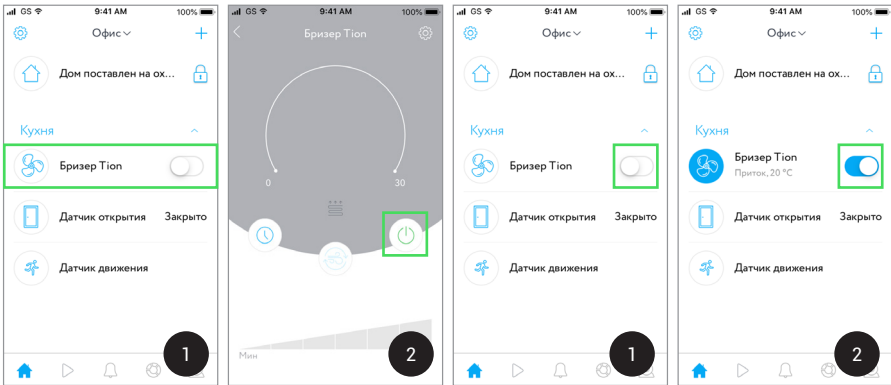 GS 9:41 AM 100%
Офис
Дом поставлен на ох...
Кухня
Бризер Tion
Датчик открытия Закрыто
Датчик движения
1
GS 9:41 AM 100%
Бризер Tion
0 30
Мин
2
GS 9:41 AM 100%
Офис
Дом поставлен на ох...
Кухня
Бризер Tion
Датчик открытия Закрыто
Датчик движения
1
GS 9:41 AM 100%
Офис
Дом поставлен на ох...
Кухня
Бризер Tion
Приток, 20 °C
Датчик открытия Закрыто
Датчик движения
2